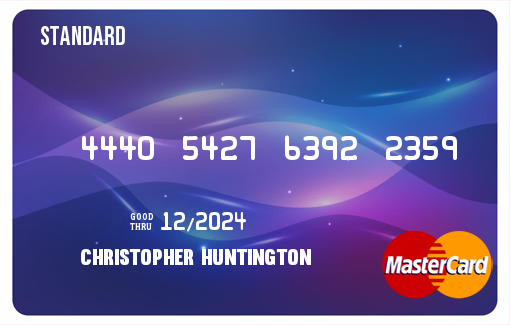 STANDARD
4440 5427 6392 2359
GOOD
THRU 12/2024
CHRISTOPHER HUNTINGTON
MasterCard